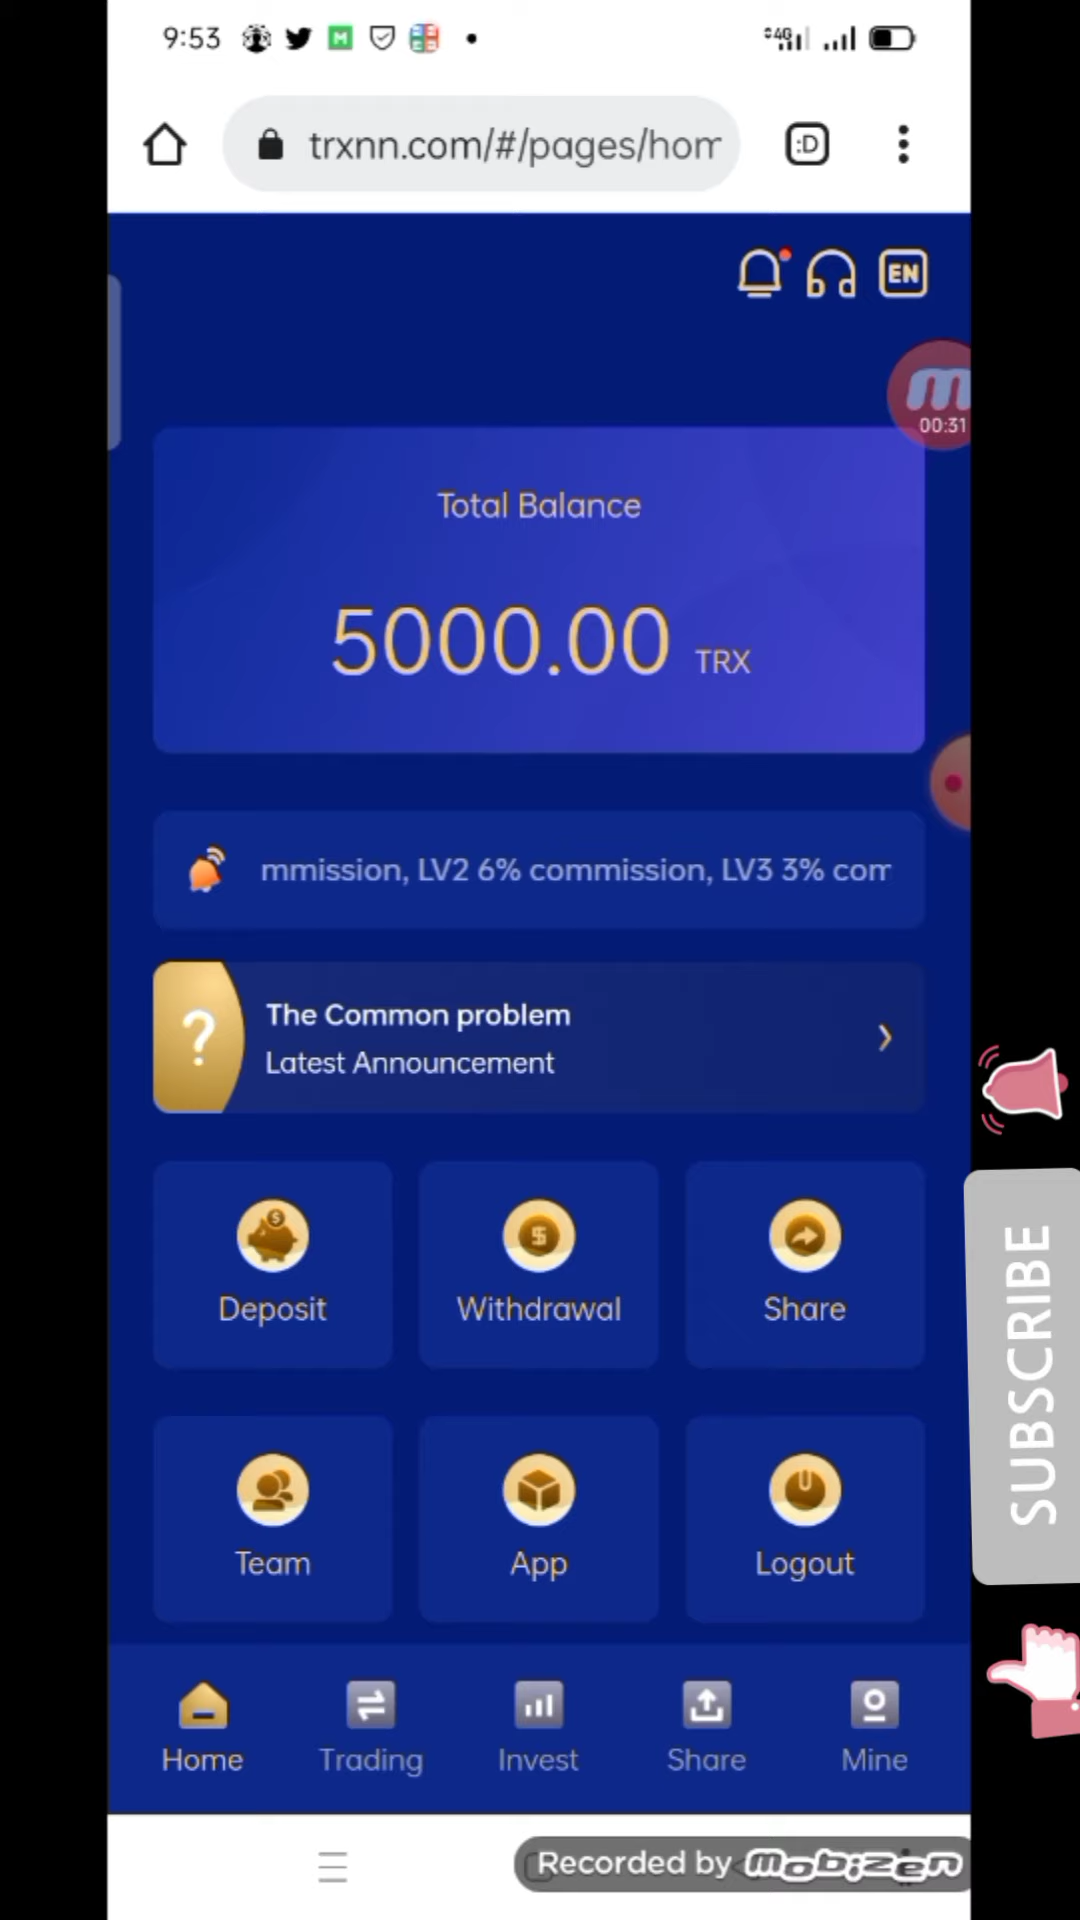 9:53
4G
trxnn.com/#/pages/hom
:D
EN
m
00:31
Total Balance
5000.00 TRX
mmission, LV2 6% commission, LV3 3% com
The Common problem
Latest Announcement
Deposit
Withdrawal
Share
Team
App
Logout
SUBSCRIBE
Home
Trading
Invest
Share
Mine
Recorded by mobizen